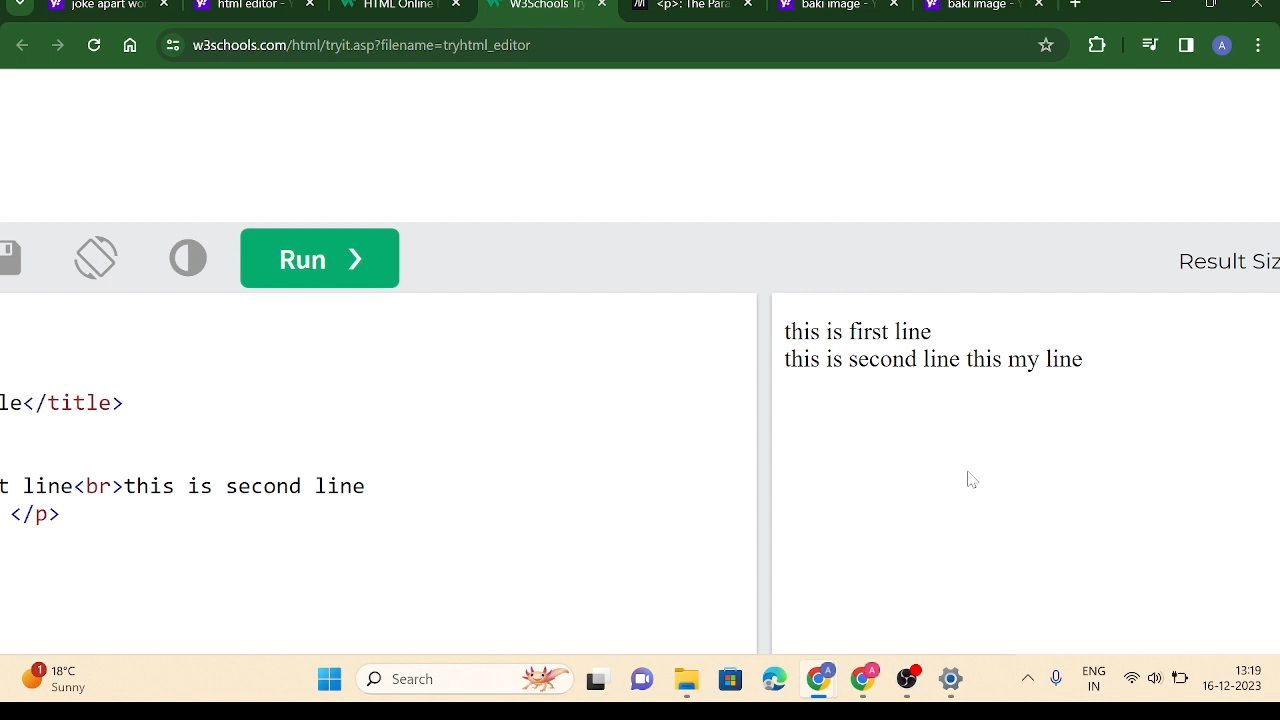 joke apart wo
html editor - Y
HTML Online
W3Schools Try
<p>: The Para
baki image - Y
baki image - Y
w3schools.com/html/tryit.asp?filename=tryhtml_editor
A
Run ❯
Result Siz
this is first line
this is second line this my line
le</title>
t line<br>this is second line
</p>
1
18°C
Sunny
Search
A
A
ENG
IN
13:19
16-12-2023